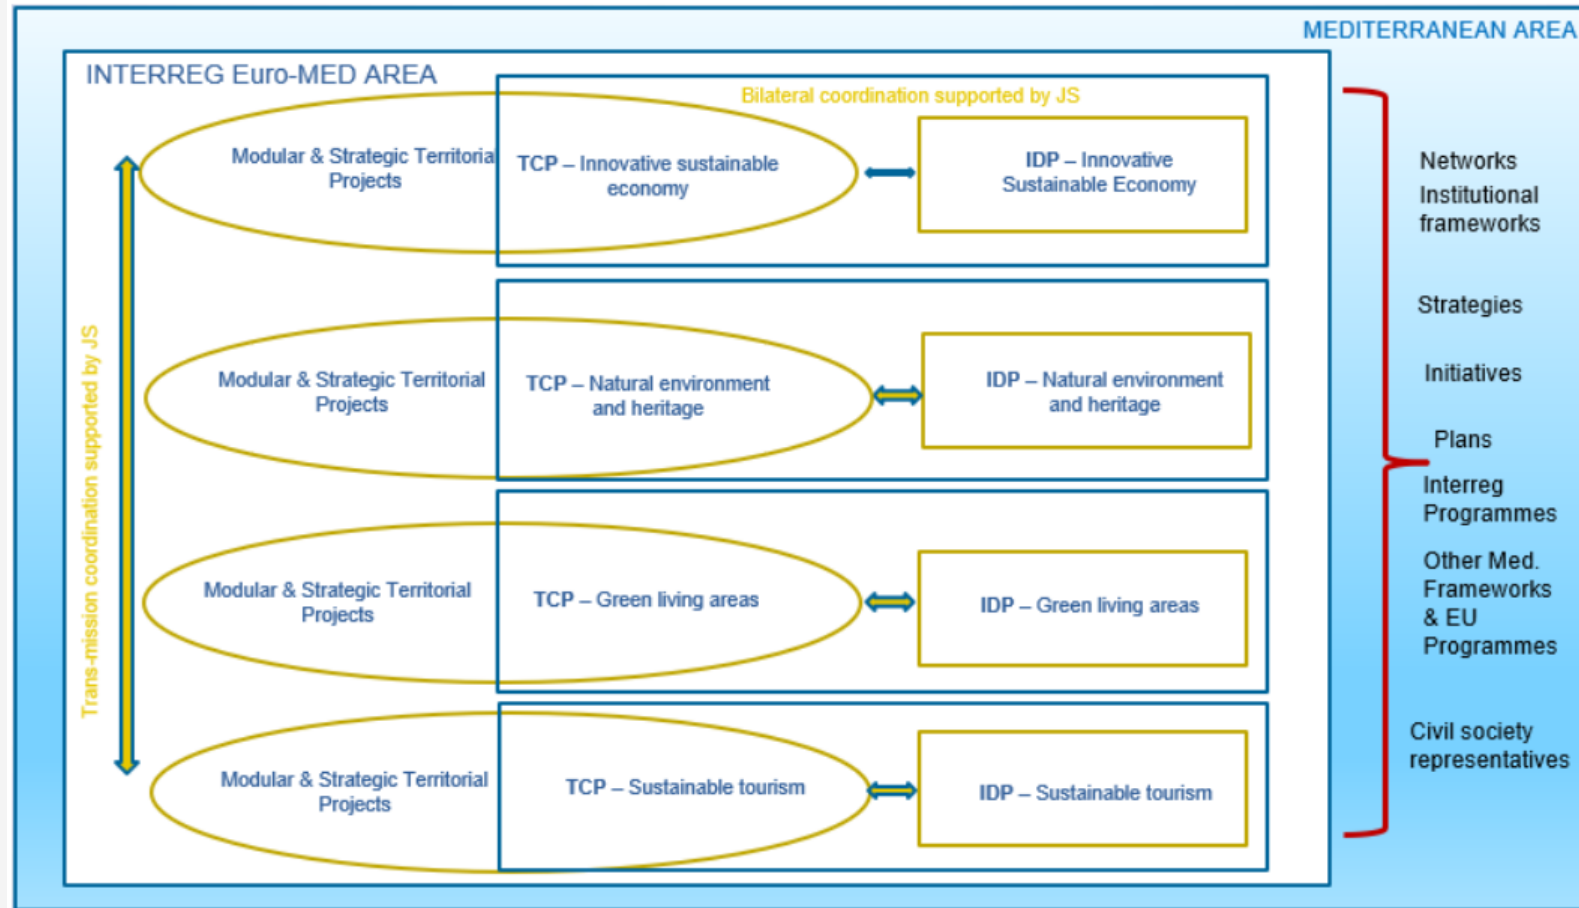 MEDITERRANEAN AREA
INTERREG Euro-MED AREA
Bilateral coordination supported by JS
Trans-mission coordination supported by JS
Modular & Strategic Territorial
Projects
TCP – Innovative sustainable
economy
IDP – Innovative
Sustainable Economy
Modular & Strategic Territorial
Projects
TCP – Natural environment
and heritage
IDP – Natural environment
and heritage
Modular & Strategic Territorial
Projects
TCP – Green living areas
IDP – Green living areas
Modular & Strategic Territorial
Projects
TCP – Sustainable tourism
IDP – Sustainable tourism
Networks
Institutional
frameworks
Strategies
Initiatives
Plans
Interreg
Programmes
Other Med.
Frameworks
& EU
Programmes
Civil society
representatives